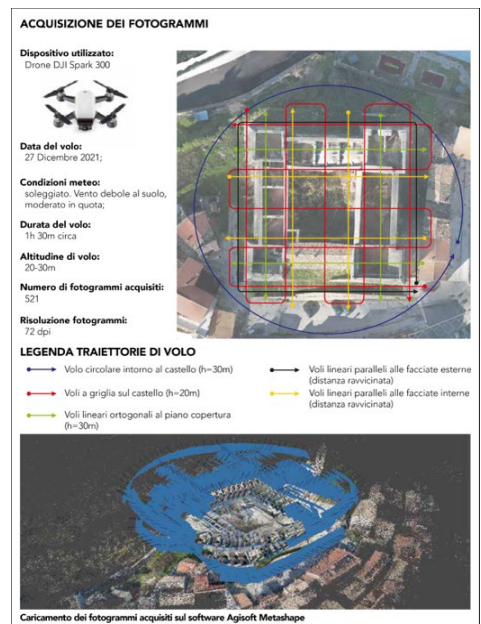 ACQUISIZIONE DEI FOTOGRAMMI
Dispositivo utilizzato:
Drone DJI Spark 300
Data del volo:
27 Dicembre 2021;
Condizioni meteo:
soleggiato. Vento debole al suolo,
moderato in quota;
Durata del volo:
1h 30m circa
Altitudine di volo:
20-30m
Numero di fotogrammi acquisiti:
521
Risoluzione fotogrammi:
72 dpi
LEGENDA TRAIETTORIE DI VOLO
Volo circolare intorno al castello (h=30m)
Voli a griglia sul castello (h=20m)
Voli lineari ortogonali al piano copertura
(h=30m)
Voli lineari paralleli alle facciate esterne
(distanza ravvicinata)
Voli lineari paralleli alle facciate interne
(distanza ravvicinata)
Caricamento dei fotogrammi acquisiti sul software Agisoft Metashape